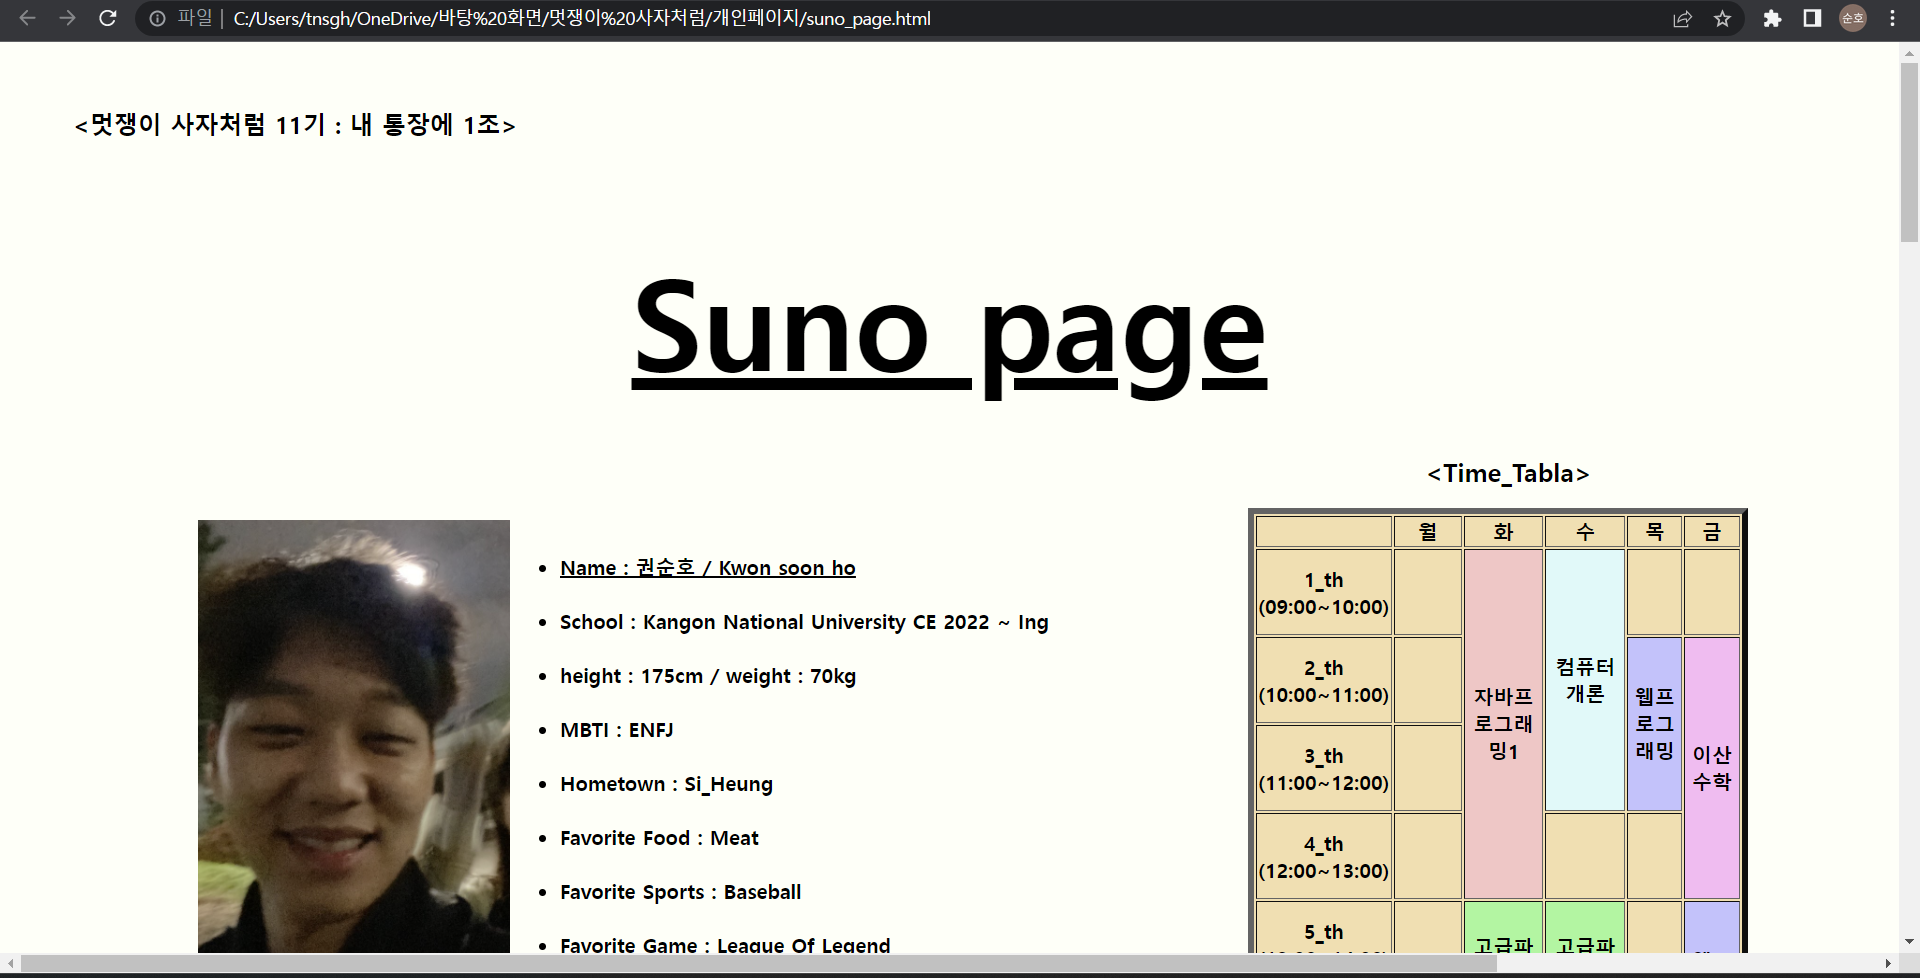 파일 | C:/Users/tnsgh/OneDrive/바탕%20화면/멋쟁이%20사자처럼/개인페이지/suno_page.html
순호
<멋쟁이 사자처럼 11기 : 내 통장에 1조>
Suno page
Name : 권순호 / Kwon soon ho
School : Kangon National University CE 2022 ~ Ing
height : 175cm / weight : 70kg
MBTI : ENFJ
Hometown : Si_Heung
Favorite Food : Meat
Favorite Sports : Baseball
Favorite Game : League Of Legend
<Time_Tabla>
월 화 수 목 금
1_th
(09:00~10:00)
2_th
(10:00~11:00)
3_th
(11:00~12:00)
4_th
(12:00~13:00)
5_th
자바프
로그래
밍1
컴퓨터
개론
웹프
로그
래밍
이산
수학
고급파
고급파